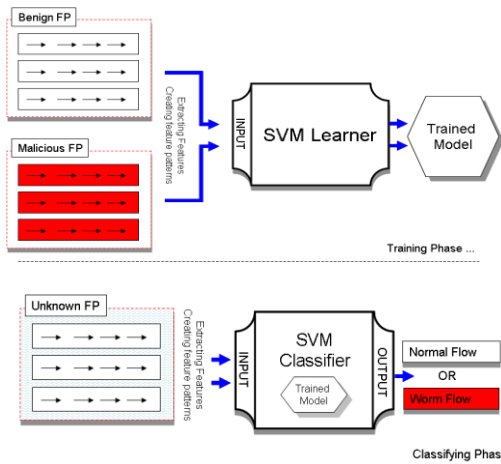 Benign FP
Malicious FP
Extracting Features
Creating feature patterns
INPUT
SVM Learner
Trained
Model
Training Phase ...
Unknown FP
Extracting Features
Creating feature patterns
INPUT
SVM
Classifier
Trained
Model
OUTPUT
Normal Flow
OR
Worm Flow
Classifying Phas